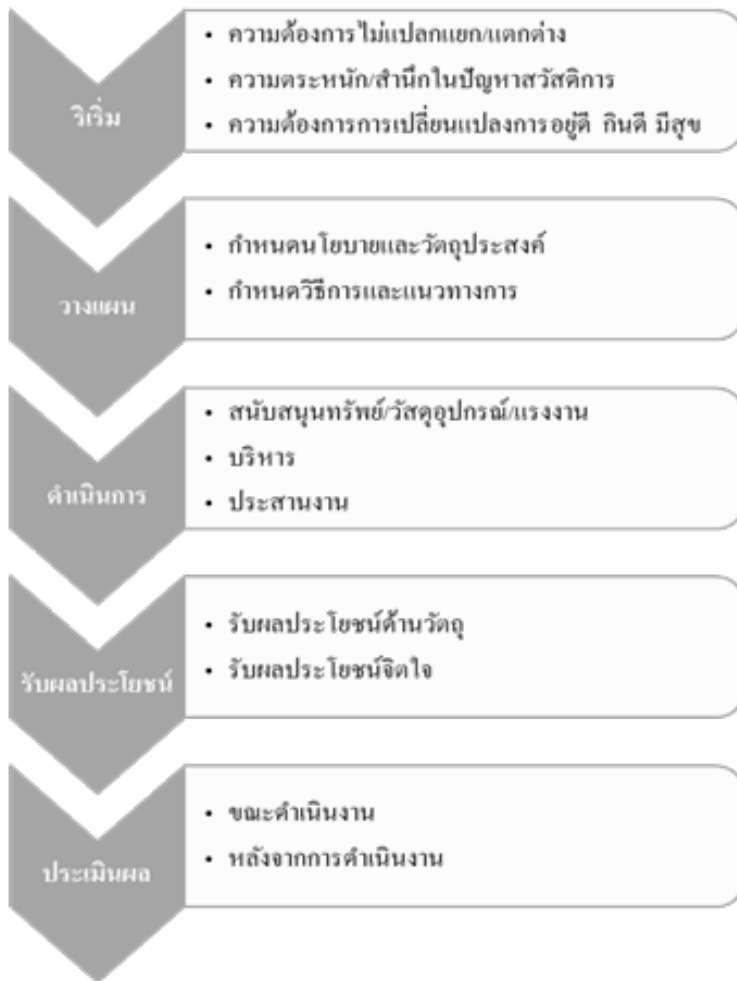 ริเริ่ม
• ความต้องการไม่แปลกแยก/แตกต่าง
• ความตระหนัก/สำนึกในปัญหาสวัสดิการ
• ความต้องการการเปลี่ยนแปลงการอยู่ดี กินดี มีสุข
วางแผน
• กำหนดนโยบายและวัตถุประสงค์
• กำหนดวิธีการและแนวทางการ
ดำเนินการ
• สนับสนุนทรัพย์/วัสดุอุปกรณ์/แรงงาน
• บริหาร
• ประสานงาน
รับผลประโยชน์
• รับผลประโยชน์ด้านวัตถุ
• รับผลประโยชน์จิตใจ
ประเมินผล
• ขณะดำเนินงาน
• หลังจากการดำเนินงาน